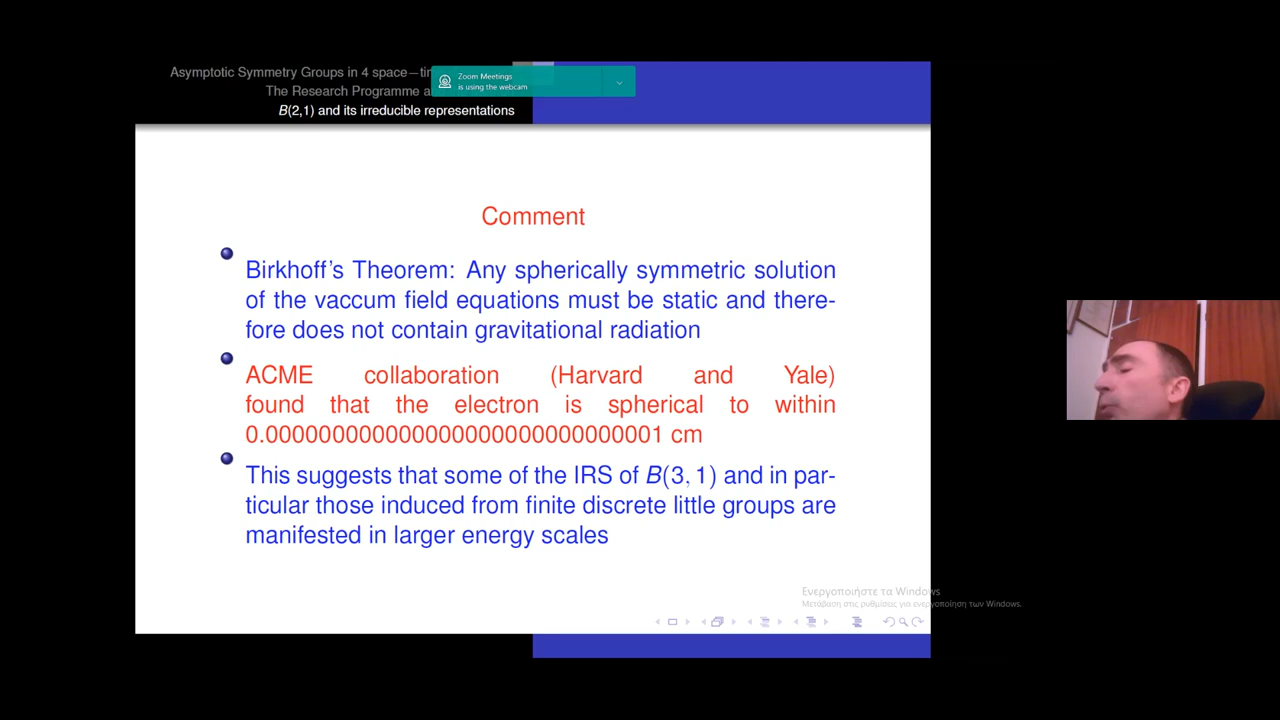 Asymptotic Symmetry Groups in 4 space—tim
The Research Programme a
B(2,1) and its irreducible representations
Zoom Meetings
is using the webcam
Comment
Birkhoff's Theorem: Any spherically symmetric solution
of the vaccum field equations must be static and there-
fore does not contain gravitational radiation
ACME collaboration (Harvard and Yale)
found that the electron is spherical to within
0.0000000000000000000000000001 cm
This suggests that some of the IRS of B(3, 1) and in par-
ticular those induced from finite discrete little groups are
manifested in larger energy scales
Ενεργοποιήστε τα Windows
Μετάβαση στις ρυθμίσεις για ενεργοποίηση των Windows.